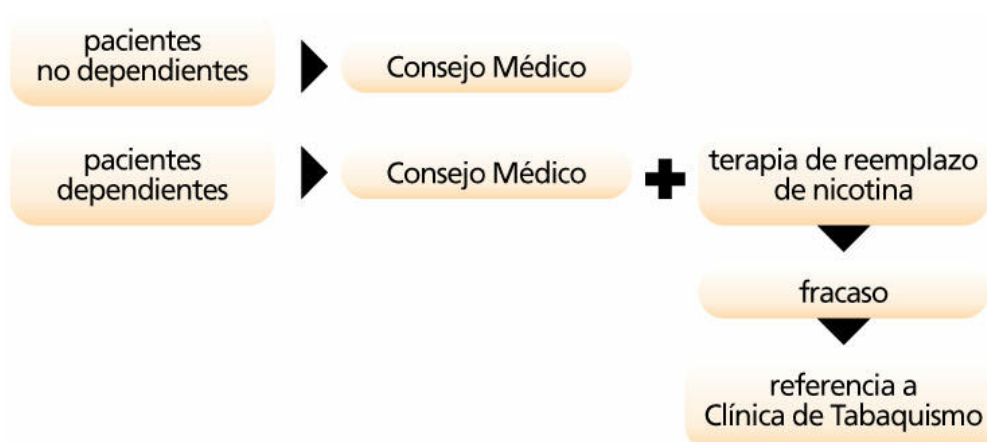 pacientes
no dependientes
Consejo Médico
pacientes
dependientes
Consejo Médico
terapia de reemplazo
de nicotina
fracaso
referencia a
Clínica de Tabaquismo